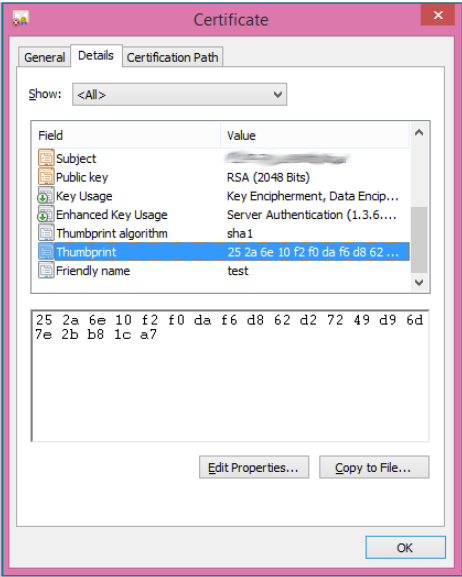 Certificate
General Details Certification Path
Show: <All>
Field Value
Subject
Public key RSA (2048 Bits)
Key Usage Key Encipherment, Data Encip...
Enhanced Key Usage Server Authentication (1.3.6....
Thumbprint algorithm sha1
Thumbprint 25 2a 6e 10 f2 f0 da f6 d8 62 ...
Friendly name test
25 2a 6e 10 f2 f0 da f6 d8 62 d2 72 49 d9 6d
7e 2b b8 1c a7
Edit Properties... Copy to File...
OK